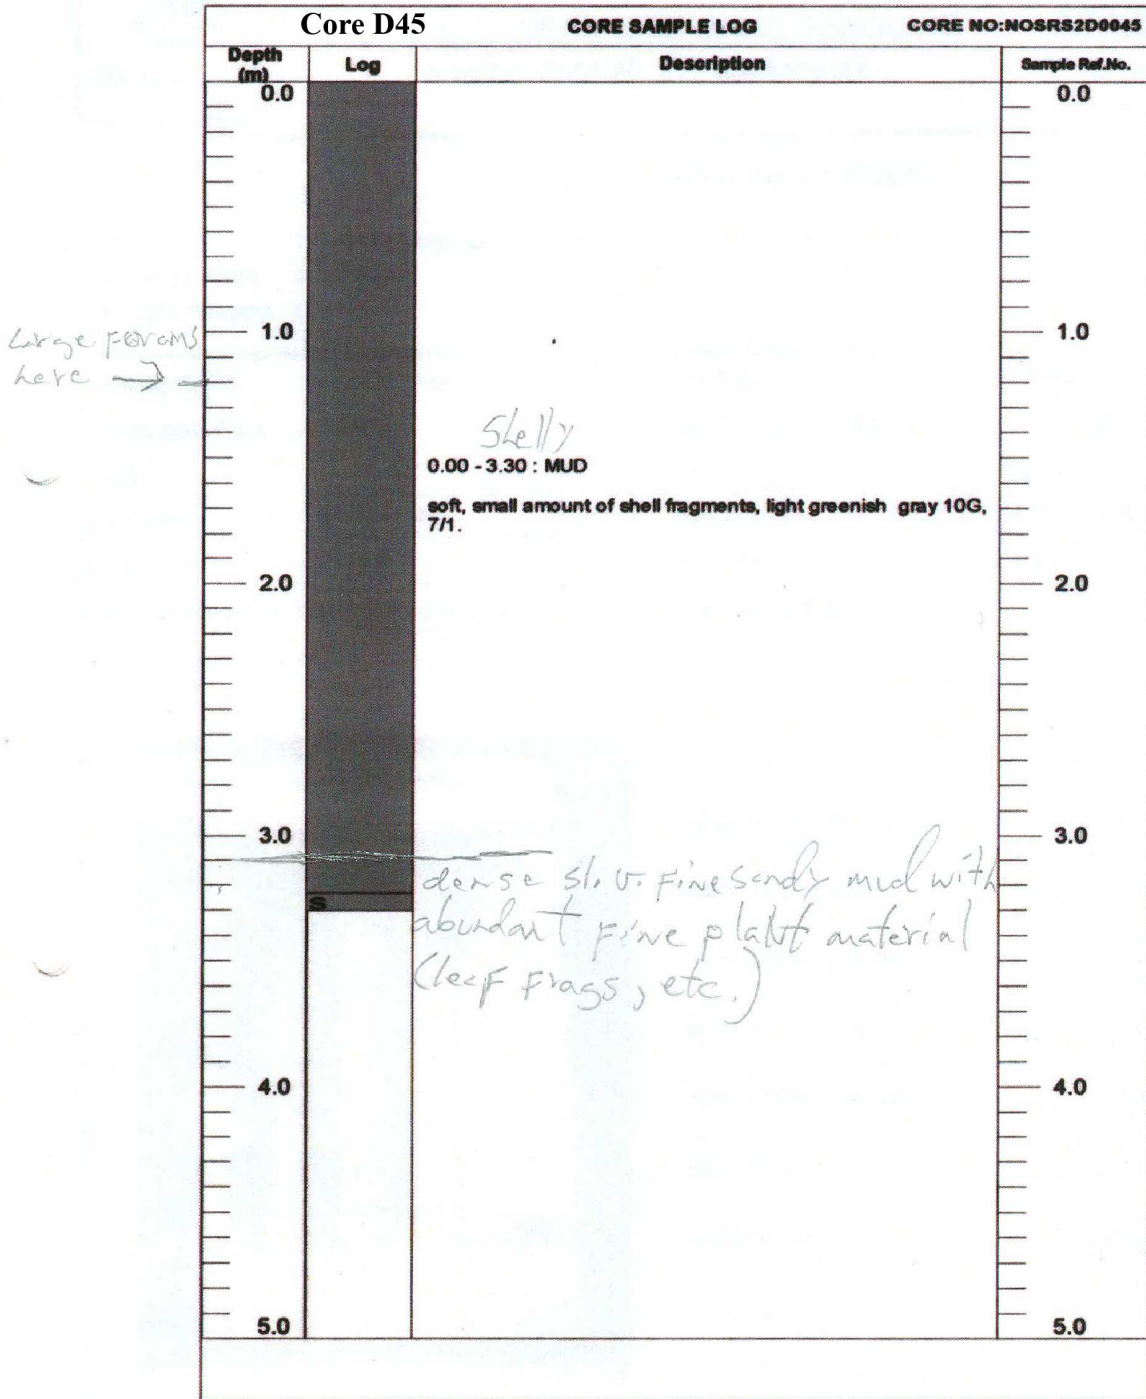 Core D45 CORE SAMPLE LOG CORE NO:NOSRS2D0045
Depth (m) Log Description Sample Ref.No.
0.0 0.0
Large Forams
here →
1.0 1.0
Shelly
0.00 - 3.30 : MUD
soft, small amount of shell fragments, light greenish gray 10G,
7/1.
2.0 2.0
3.0 3.0
dense sl. v. Fine sandy mud with
S
abundant Fine plant material
(leaf Frags, etc.)
4.0 4.0
5.0 5.0